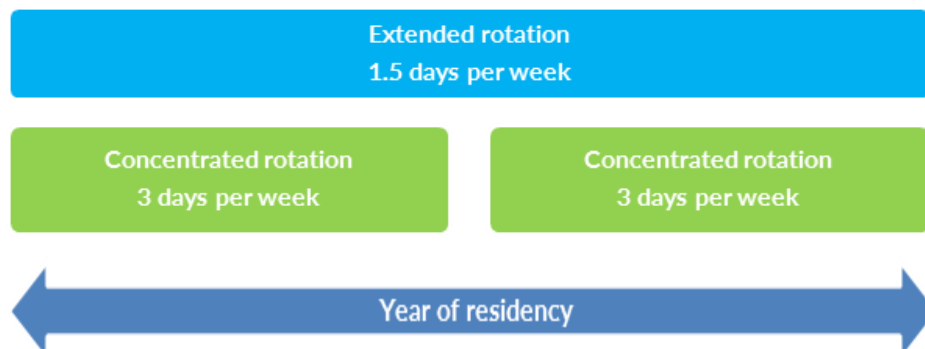 Extended rotation
1.5 days per week
Concentrated rotation
3 days per week
Concentrated rotation
3 days per week
Year of residency